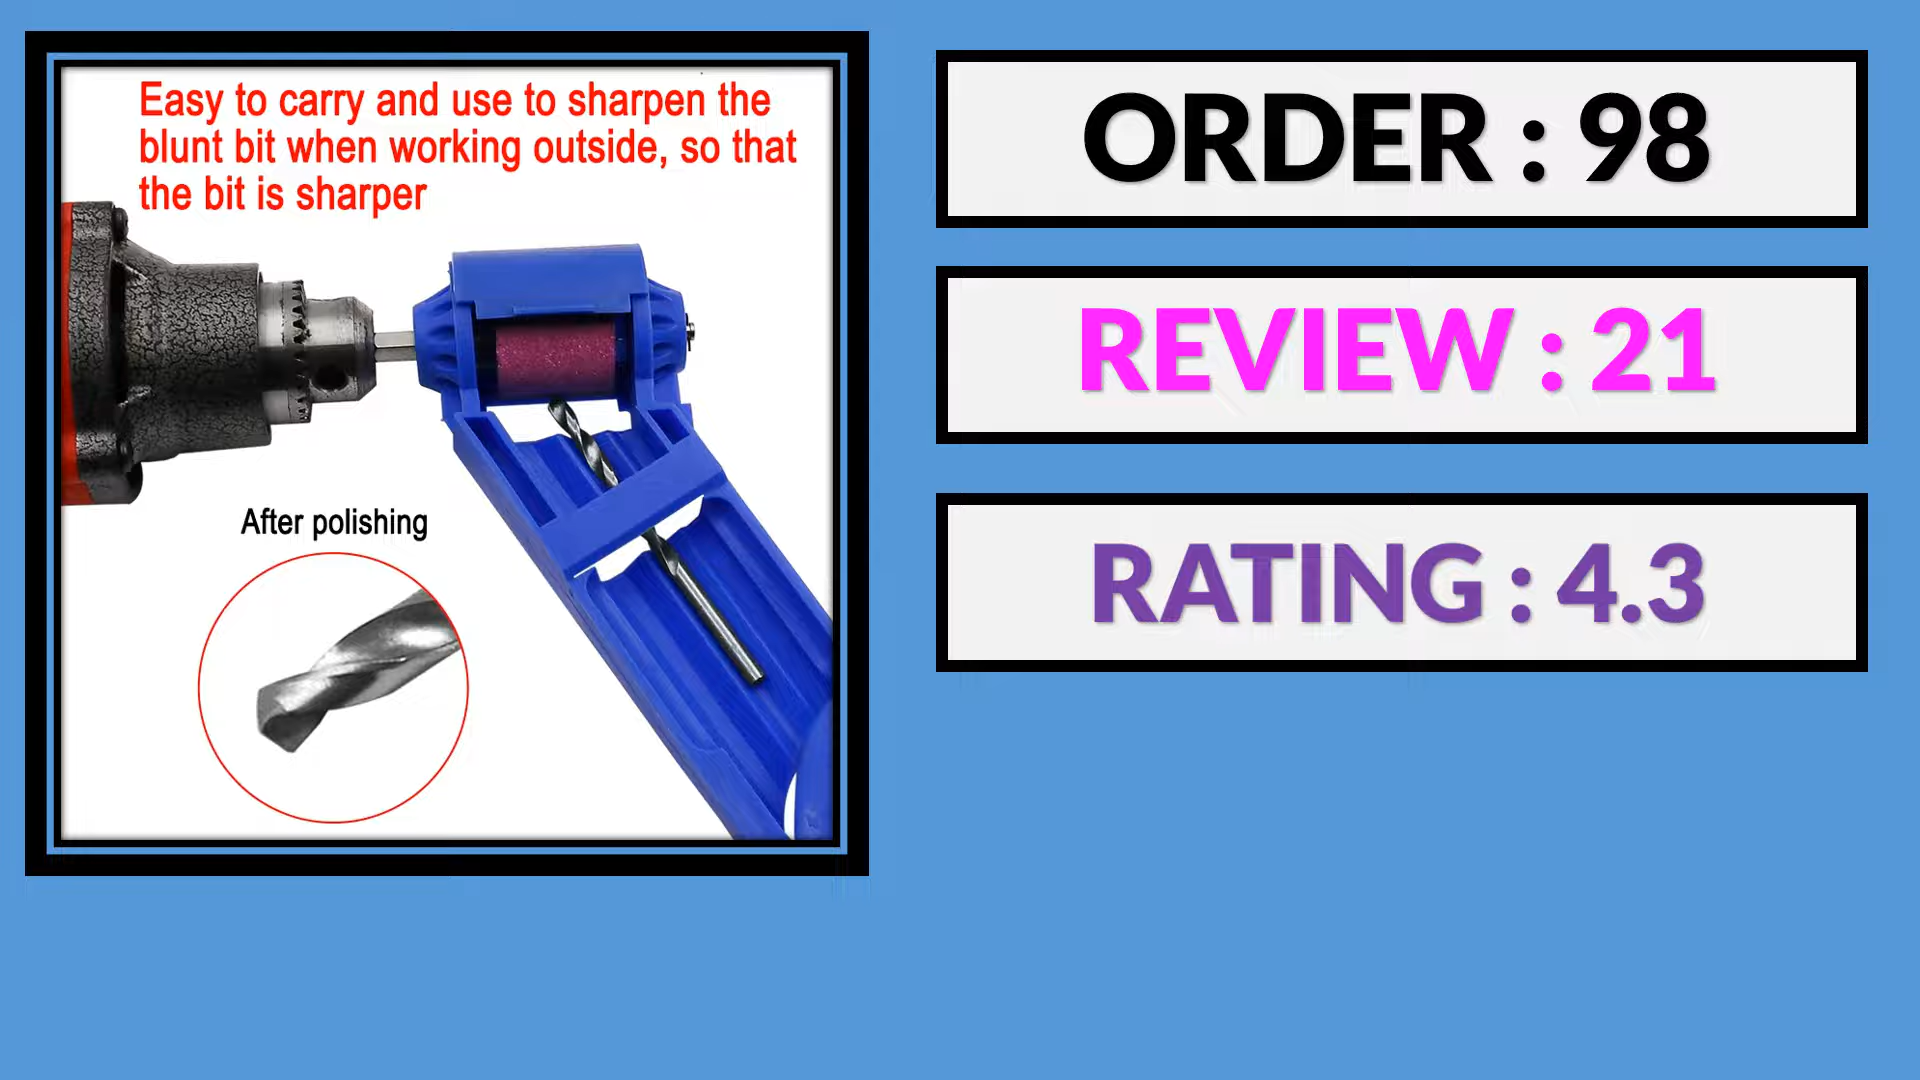 Easy to carry and use to sharpen the
blunt bit when working outside, so that
the bit is sharper
After polishing
ORDER : 98
REVIEW : 21
RATING : 4.3